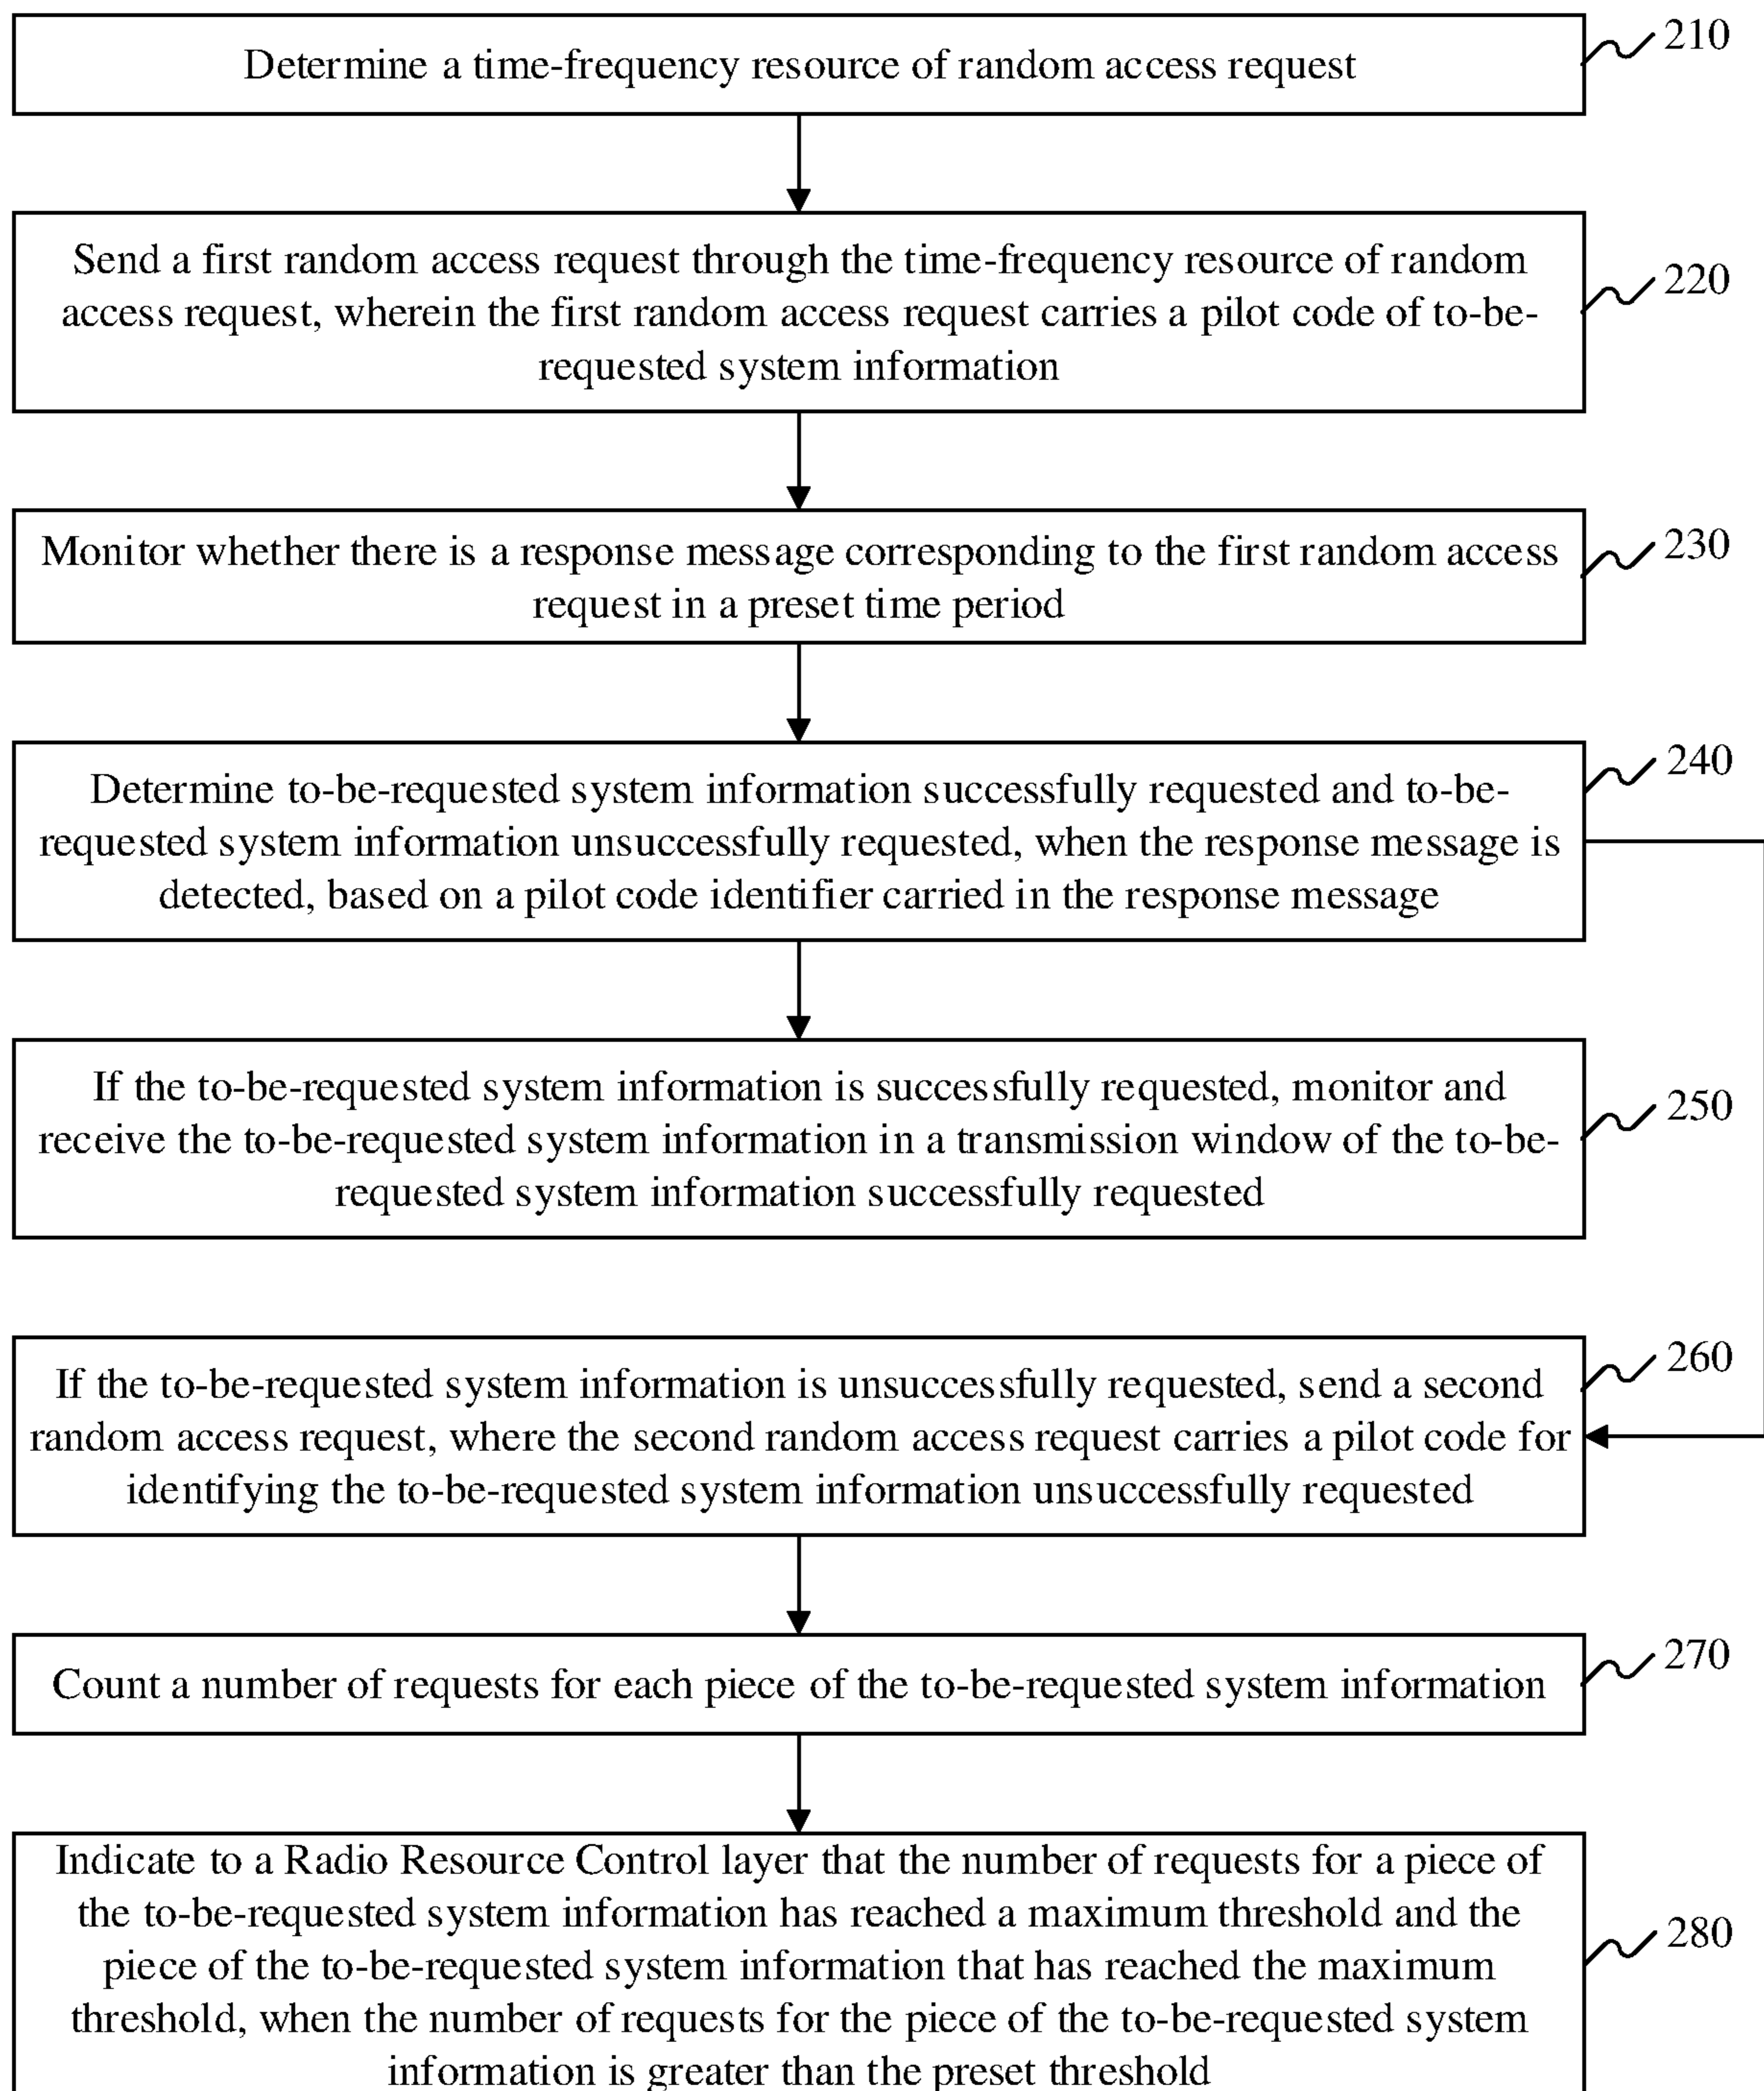 Determine a time-frequency resource of random access request
210
Send a first random access request through the time-frequency resource of random
access request, wherein the first random access request carries a pilot code of to-be-
requested system information
220
Monitor whether there is a response message corresponding to the first random access
request in a preset time period
230
Determine to-be-requested system information successfully requested and to-be-
requested system information unsuccessfully requested, when the response message is
detected, based on a pilot code identifier carried in the response message
240
If the to-be-requested system information is successfully requested, monitor and
receive the to-be-requested system information in a transmission window of the to-be-
requested system information successfully requested
250
If the to-be-requested system information is unsuccessfully requested, send a second
random access request, where the second random access request carries a pilot code for
identifying the to-be-requested system information unsuccessfully requested
260
Count a number of requests for each piece of the to-be-requested system information
270
Indicate to a Radio Resource Control layer that the number of requests for a piece of
the to-be-requested system information has reached a maximum threshold and the
piece of the to-be-requested system information that has reached the maximum
threshold, when the number of requests for the piece of the to-be-requested system
information is greater than the preset threshold
280